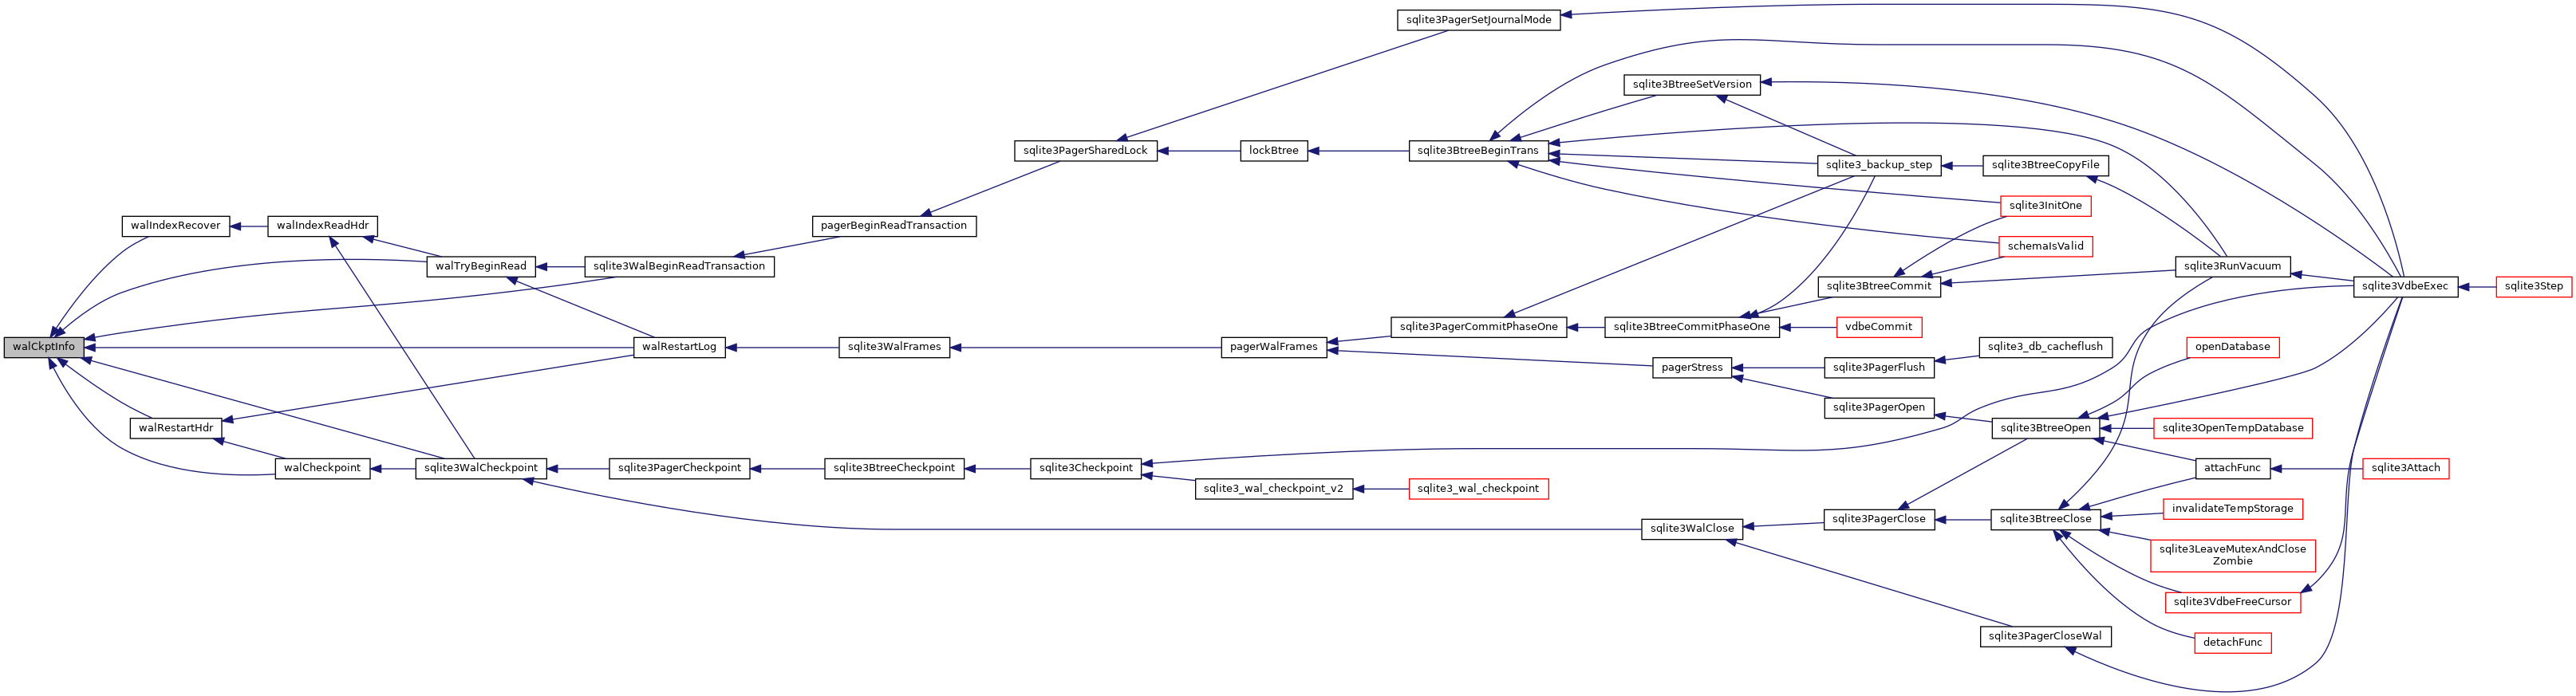 sqlite3PagerSetJournalMode
sqlite3BtreeSetVersion
sqlite3PagerSharedLock
lockBtree
sqlite3BtreeBeginTrans
sqlite3_backup_step
sqlite3BtreeCopyFile
sqlite3InitOne
walIndexRecover
walIndexReadHdr
pagerBeginReadTransaction
schemaIsValid
walTryBeginRead
sqlite3WalBeginReadTransaction
sqlite3RunVacuum
sqlite3BtreeCommit
sqlite3VdbeExec
sqlite3Step
sqlite3PagerCommitPhaseOne
sqlite3BtreeCommitPhaseOne
vdbeCommit
walCkptInfo
walRestartLog
sqlite3WalFrames
pagerWalFrames
sqlite3_db_cacheflush
openDatabase
pagerStress
sqlite3PagerFlush
sqlite3PagerOpen
walRestartHdr
sqlite3BtreeOpen
sqlite3OpenTempDatabase
walCheckpoint
sqlite3WalCheckpoint
sqlite3PagerCheckpoint
sqlite3BtreeCheckpoint
sqlite3Checkpoint
attachFunc
sqlite3Attach
sqlite3_wal_checkpoint_v2
sqlite3_wal_checkpoint
invalidateTempStorage
sqlite3WalClose
sqlite3PagerClose
sqlite3BtreeClose
sqlite3LeaveMutexAndClose
Zombie
sqlite3VdbeFreeCursor
sqlite3PagerCloseWal
detachFunc